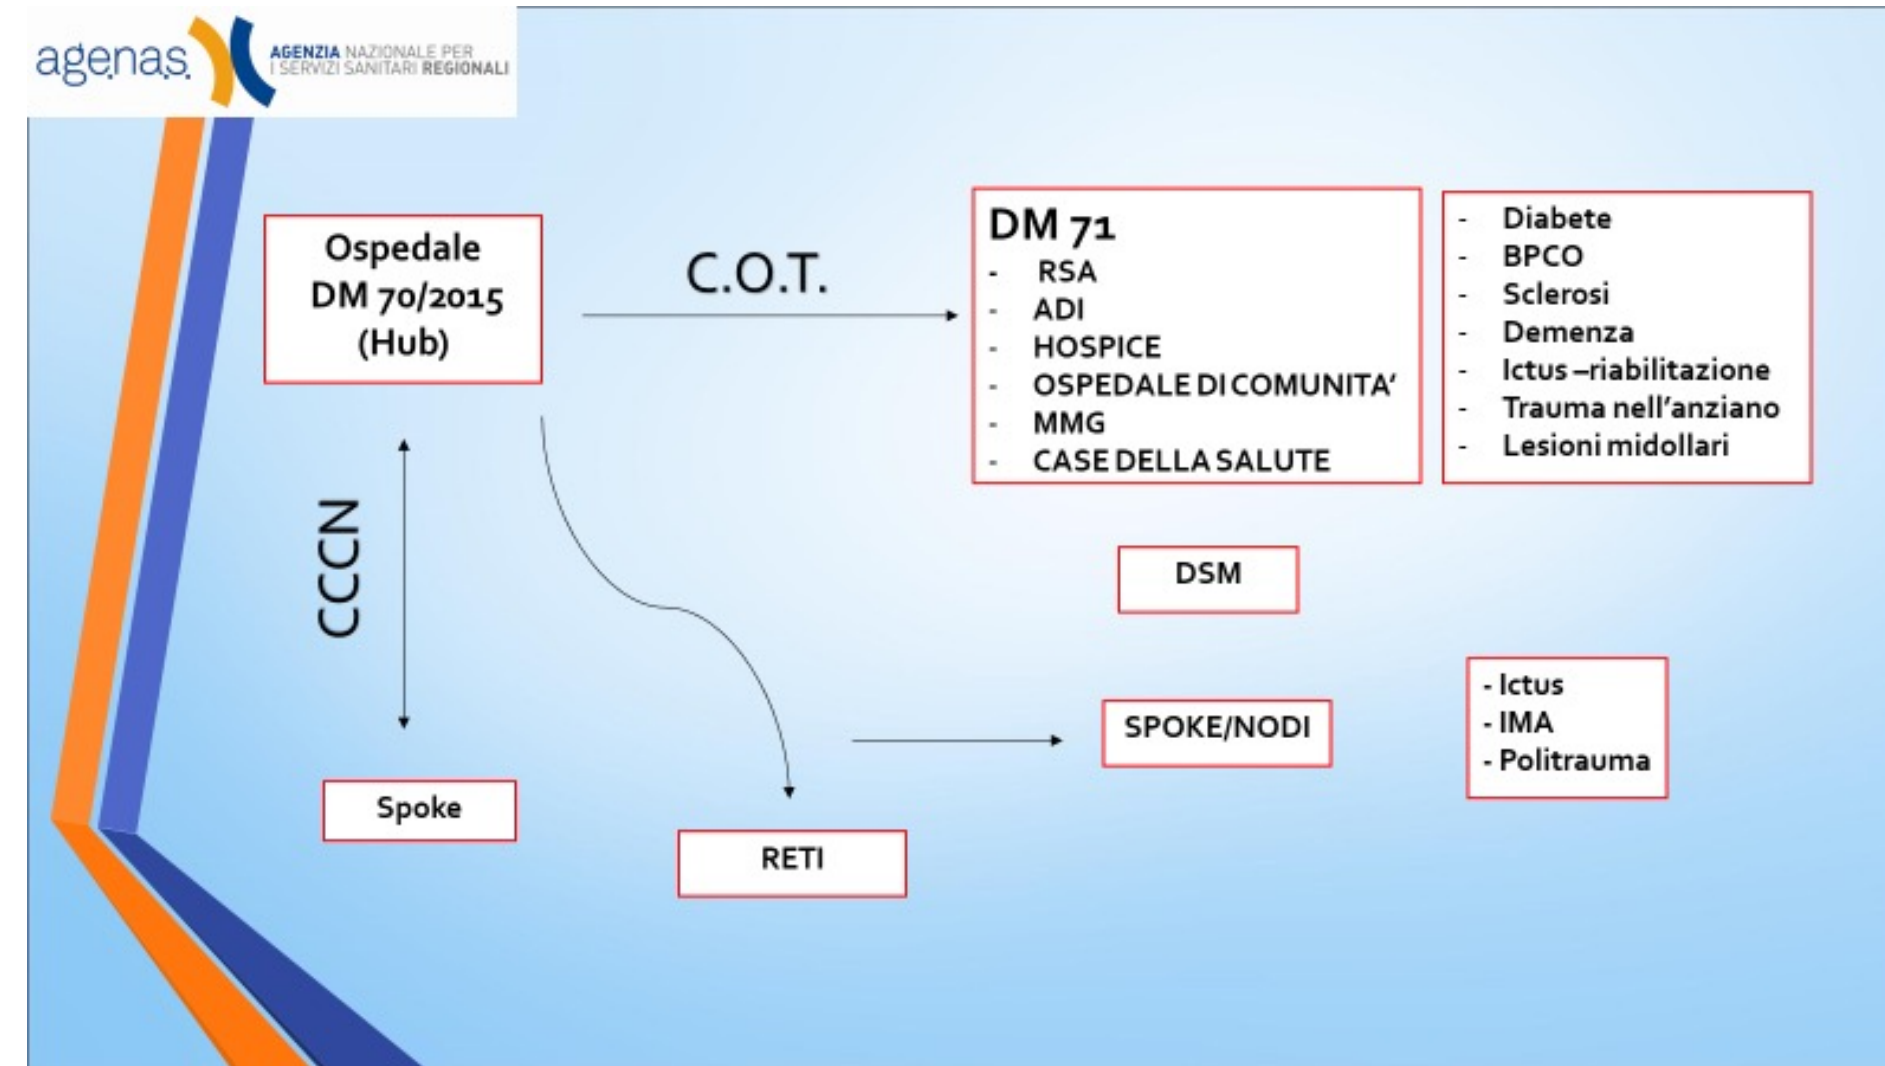 agenas.
AGENZIA NAZIONALE PER
I SERVIZI SANITARI REGIONALI
Ospedale
DM 70/2015
(Hub)
C.O.T.
DM 71
- RSA
- ADI
- HOSPICE
- OSPEDALE DI COMUNITA'
- MMG
- CASE DELLA SALUTE
- Diabete
- BPCO
- Sclerosi
- Demenza
- Ictus –riabilitazione
- Trauma nell'anziano
- Lesioni midollari
CCCN
DSM
SPOKE/NODI
- Ictus
- IMA
- Politrauma
Spoke
RETI